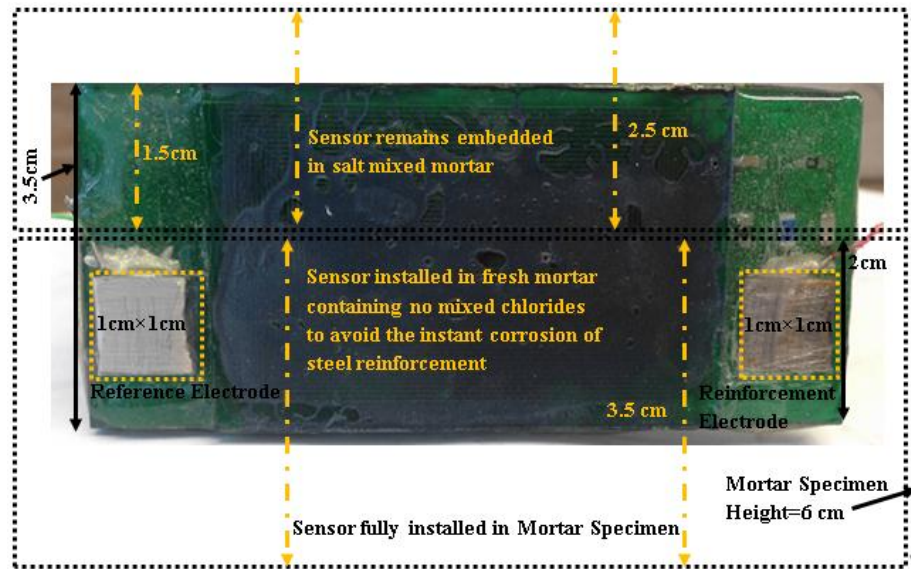 3.5cm
1.5cm
Sensor remains embedded
in salt mixed mortar
2.5 cm
Sensor installed in fresh mortar
containing no mixed chlorides
to avoid the instant corrosion of
steel reinforcement
2cm
1cm×1cm
1cm×1cm
Reference Electrode
Reinforcement
Electrode
3.5 cm
Mortar Specimen
Height=6 cm
Sensor fully installed in Mortar Specimen